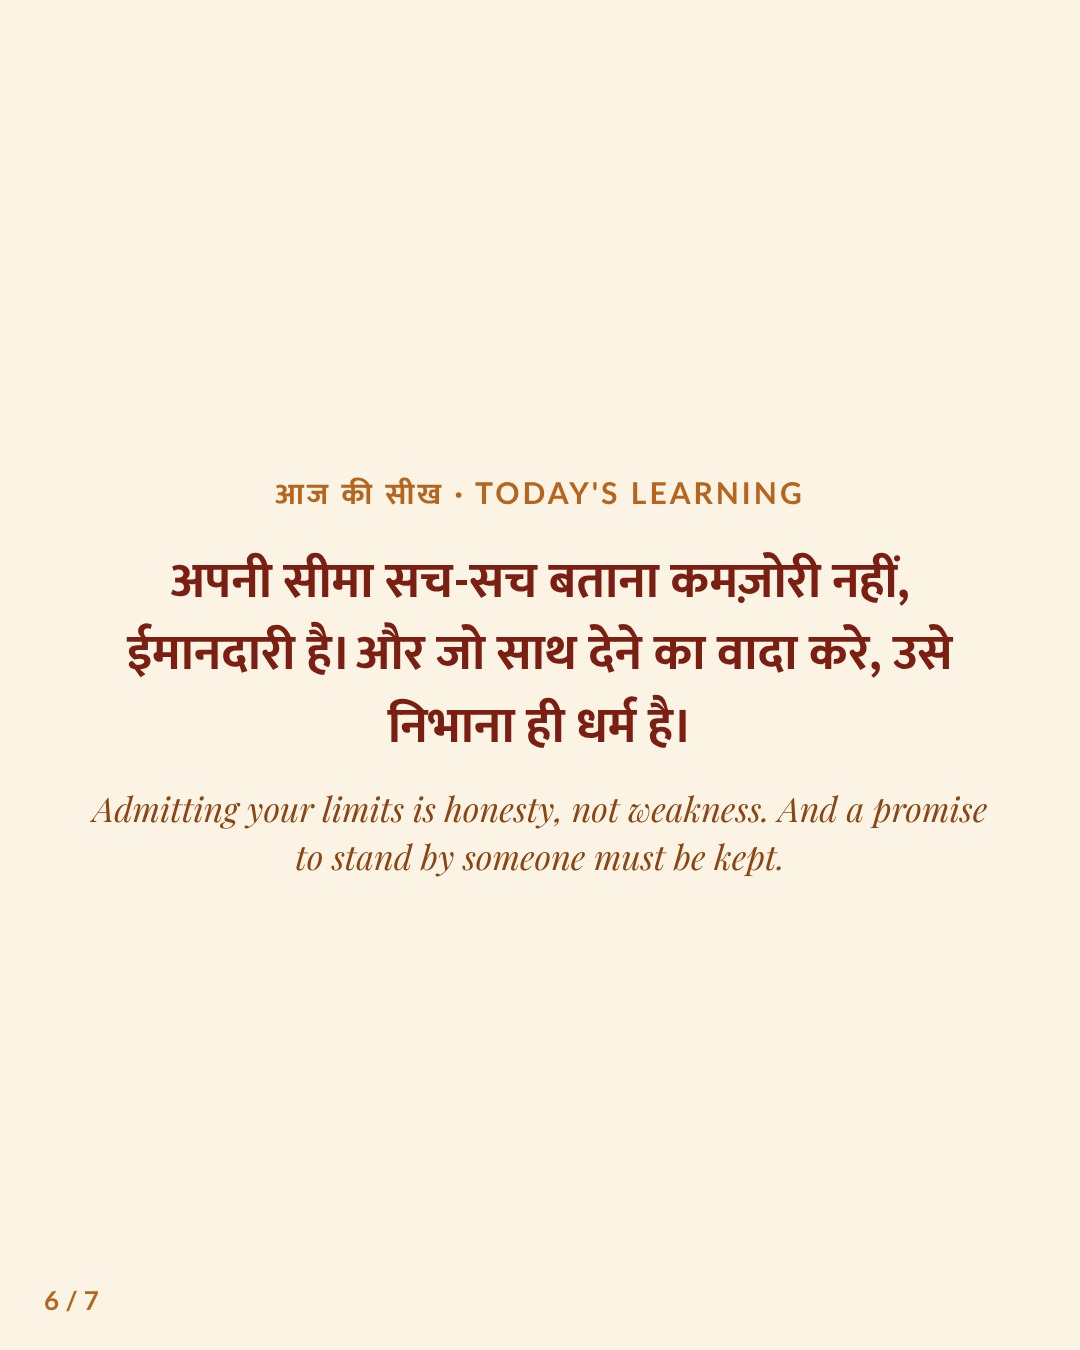 आज की सीख · TODAY'S LEARNING
अपनी सीमा सच-सच बताना कमज़ोरी नहीं,
ईमानदारी है। और जो साथ देने का वादा करे, उसे
निभाना ही धर्म है।
Admitting your limits is honesty, not weakness. And a promise
to stand by someone must be kept.
6 / 7